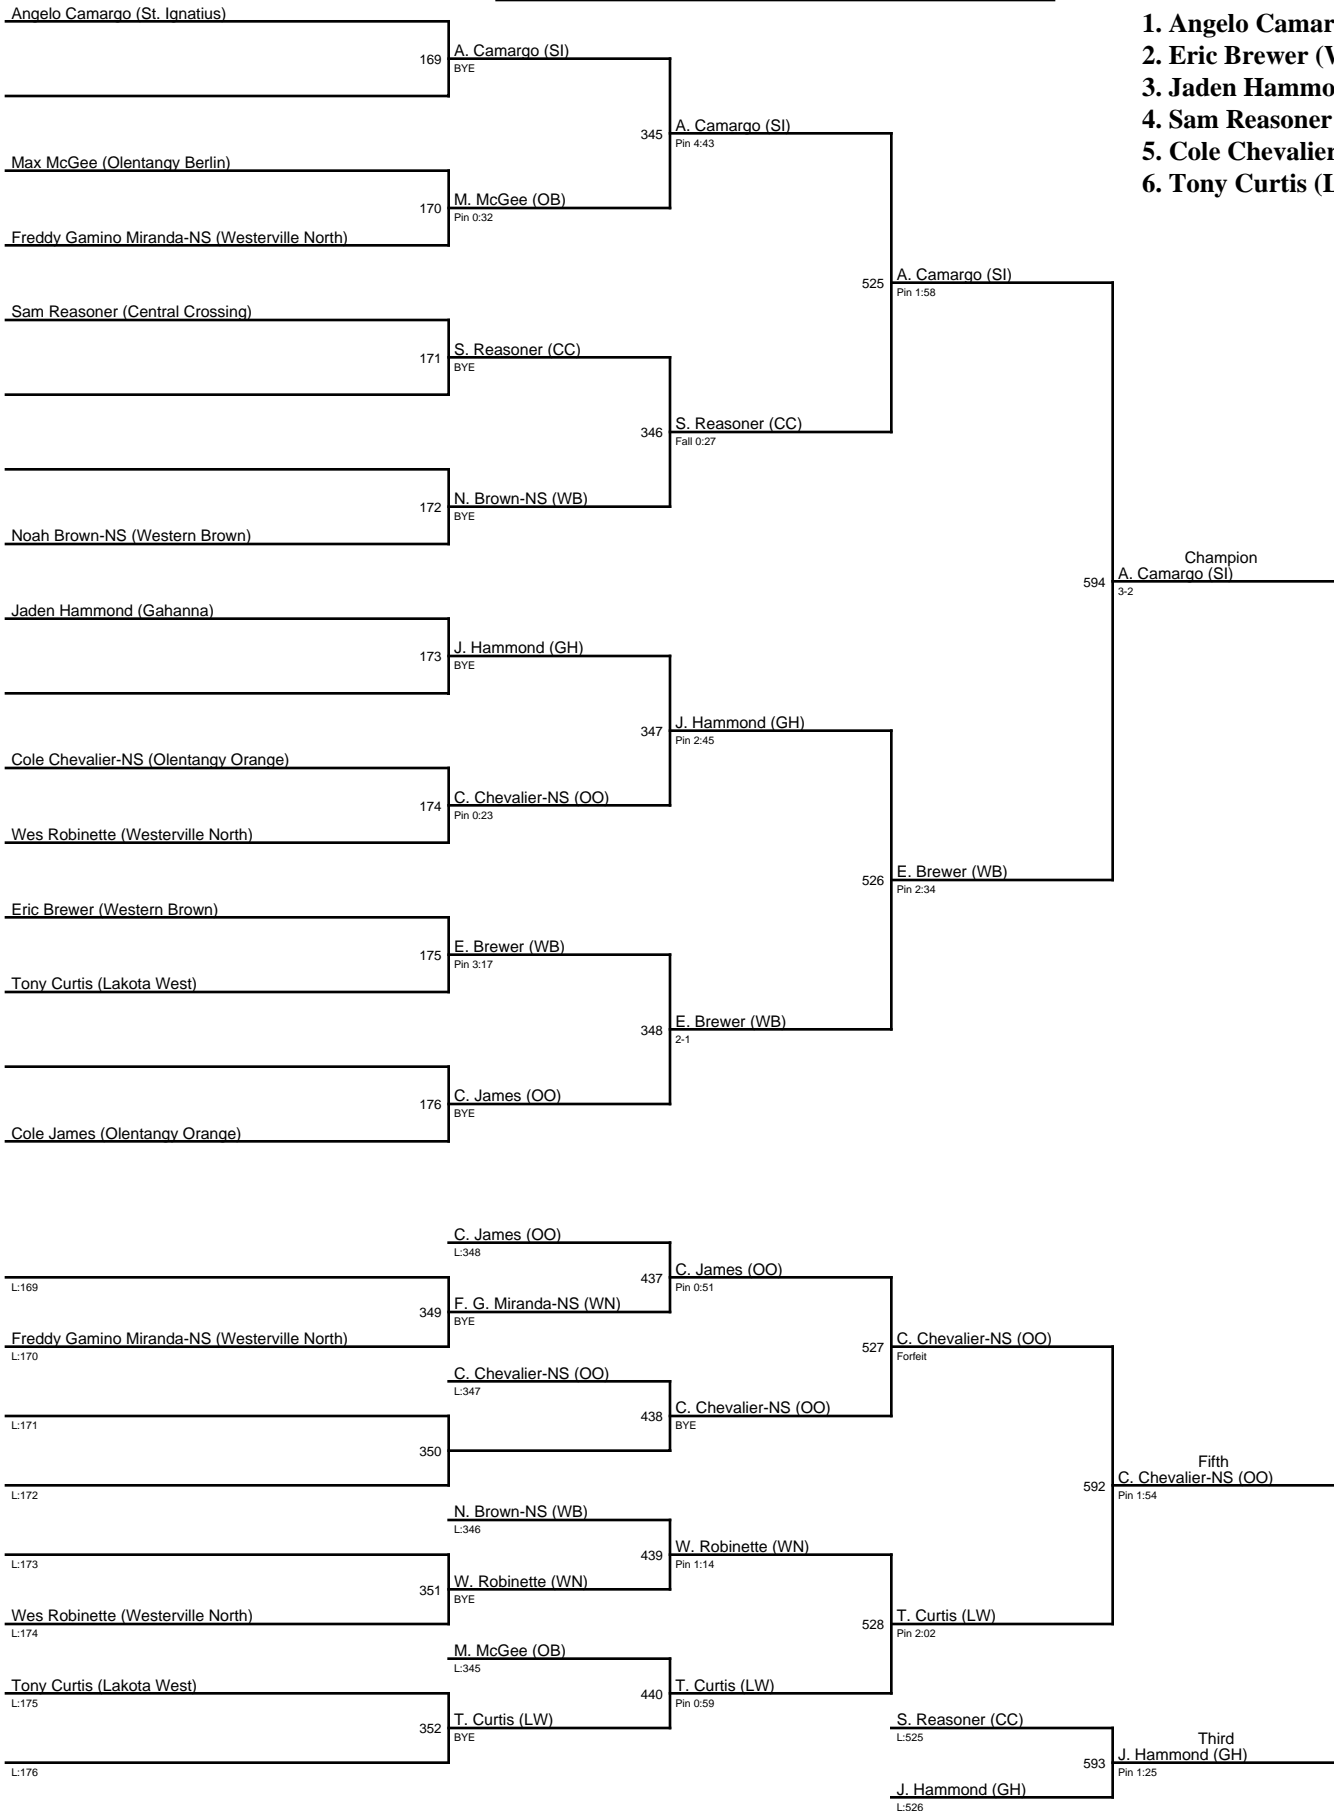 Angelo Camargo (St. Ignatius)
169
A. Camargo (SI)
BYE
345
A. Camargo (SI)
Pin 4:43
Max McGee (Olentangy Berlin)
170
M. McGee (OB)
Pin 0:32
Freddy Gamino Miranda-NS (Westerville North)
525
A. Camargo (SI)
Pin 1:58
Sam Reasoner (Central Crossing)
171
S. Reasoner (CC)
BYE
346
S. Reasoner (CC)
Fall 0:27
172
N. Brown-NS (WB)
BYE
Noah Brown-NS (Western Brown)
Champion
594
A. Camargo (SI)
3-2
Jaden Hammond (Gahanna)
173
J. Hammond (GH)
BYE
347
J. Hammond (GH)
Pin 2:45
Cole Chevalier-NS (Olentangy Orange)
174
C. Chevalier-NS (OO)
Pin 0:23
Wes Robinette (Westerville North)
526
E. Brewer (WB)
Pin 2:34
Eric Brewer (Western Brown)
175
E. Brewer (WB)
Pin 3:17
Tony Curtis (Lakota West)
348
E. Brewer (WB)
2-1
176
C. James (OO)
BYE
Cole James (Olentangy Orange)
1. Angelo Camar
2. Eric Brewer (
3. Jaden Hammo
4. Sam Reasoner
5. Cole Chevalier
6. Tony Curtis (L
C. James (OO)
L:348
437
C. James (OO)
Pin 0:51
L:169
349
F. G. Miranda-NS (WN)
BYE
Freddy Gamino Miranda-NS (Westerville North)
L:170
527
C. Chevalier-NS (OO)
Forfeit
C. Chevalier-NS (OO)
L:347
438
C. Chevalier-NS (OO)
BYE
L:171
350
L:172
Fifth
592
C. Chevalier-NS (OO)
Pin 1:54
N. Brown-NS (WB)
L:346
439
W. Robinette (WN)
Pin 1:14
L:173
351
W. Robinette (WN)
BYE
Wes Robinette (Westerville North)
L:174
528
T. Curtis (LW)
Pin 2:02
M. McGee (OB)
L:345
440
T. Curtis (LW)
Pin 0:59
Tony Curtis (Lakota West)
L:175
352
T. Curtis (LW)
BYE
L:176
S. Reasoner (CC)
L:525
Third
593
J. Hammond (GH)
Pin 1:25
J. Hammond (GH)
L:526